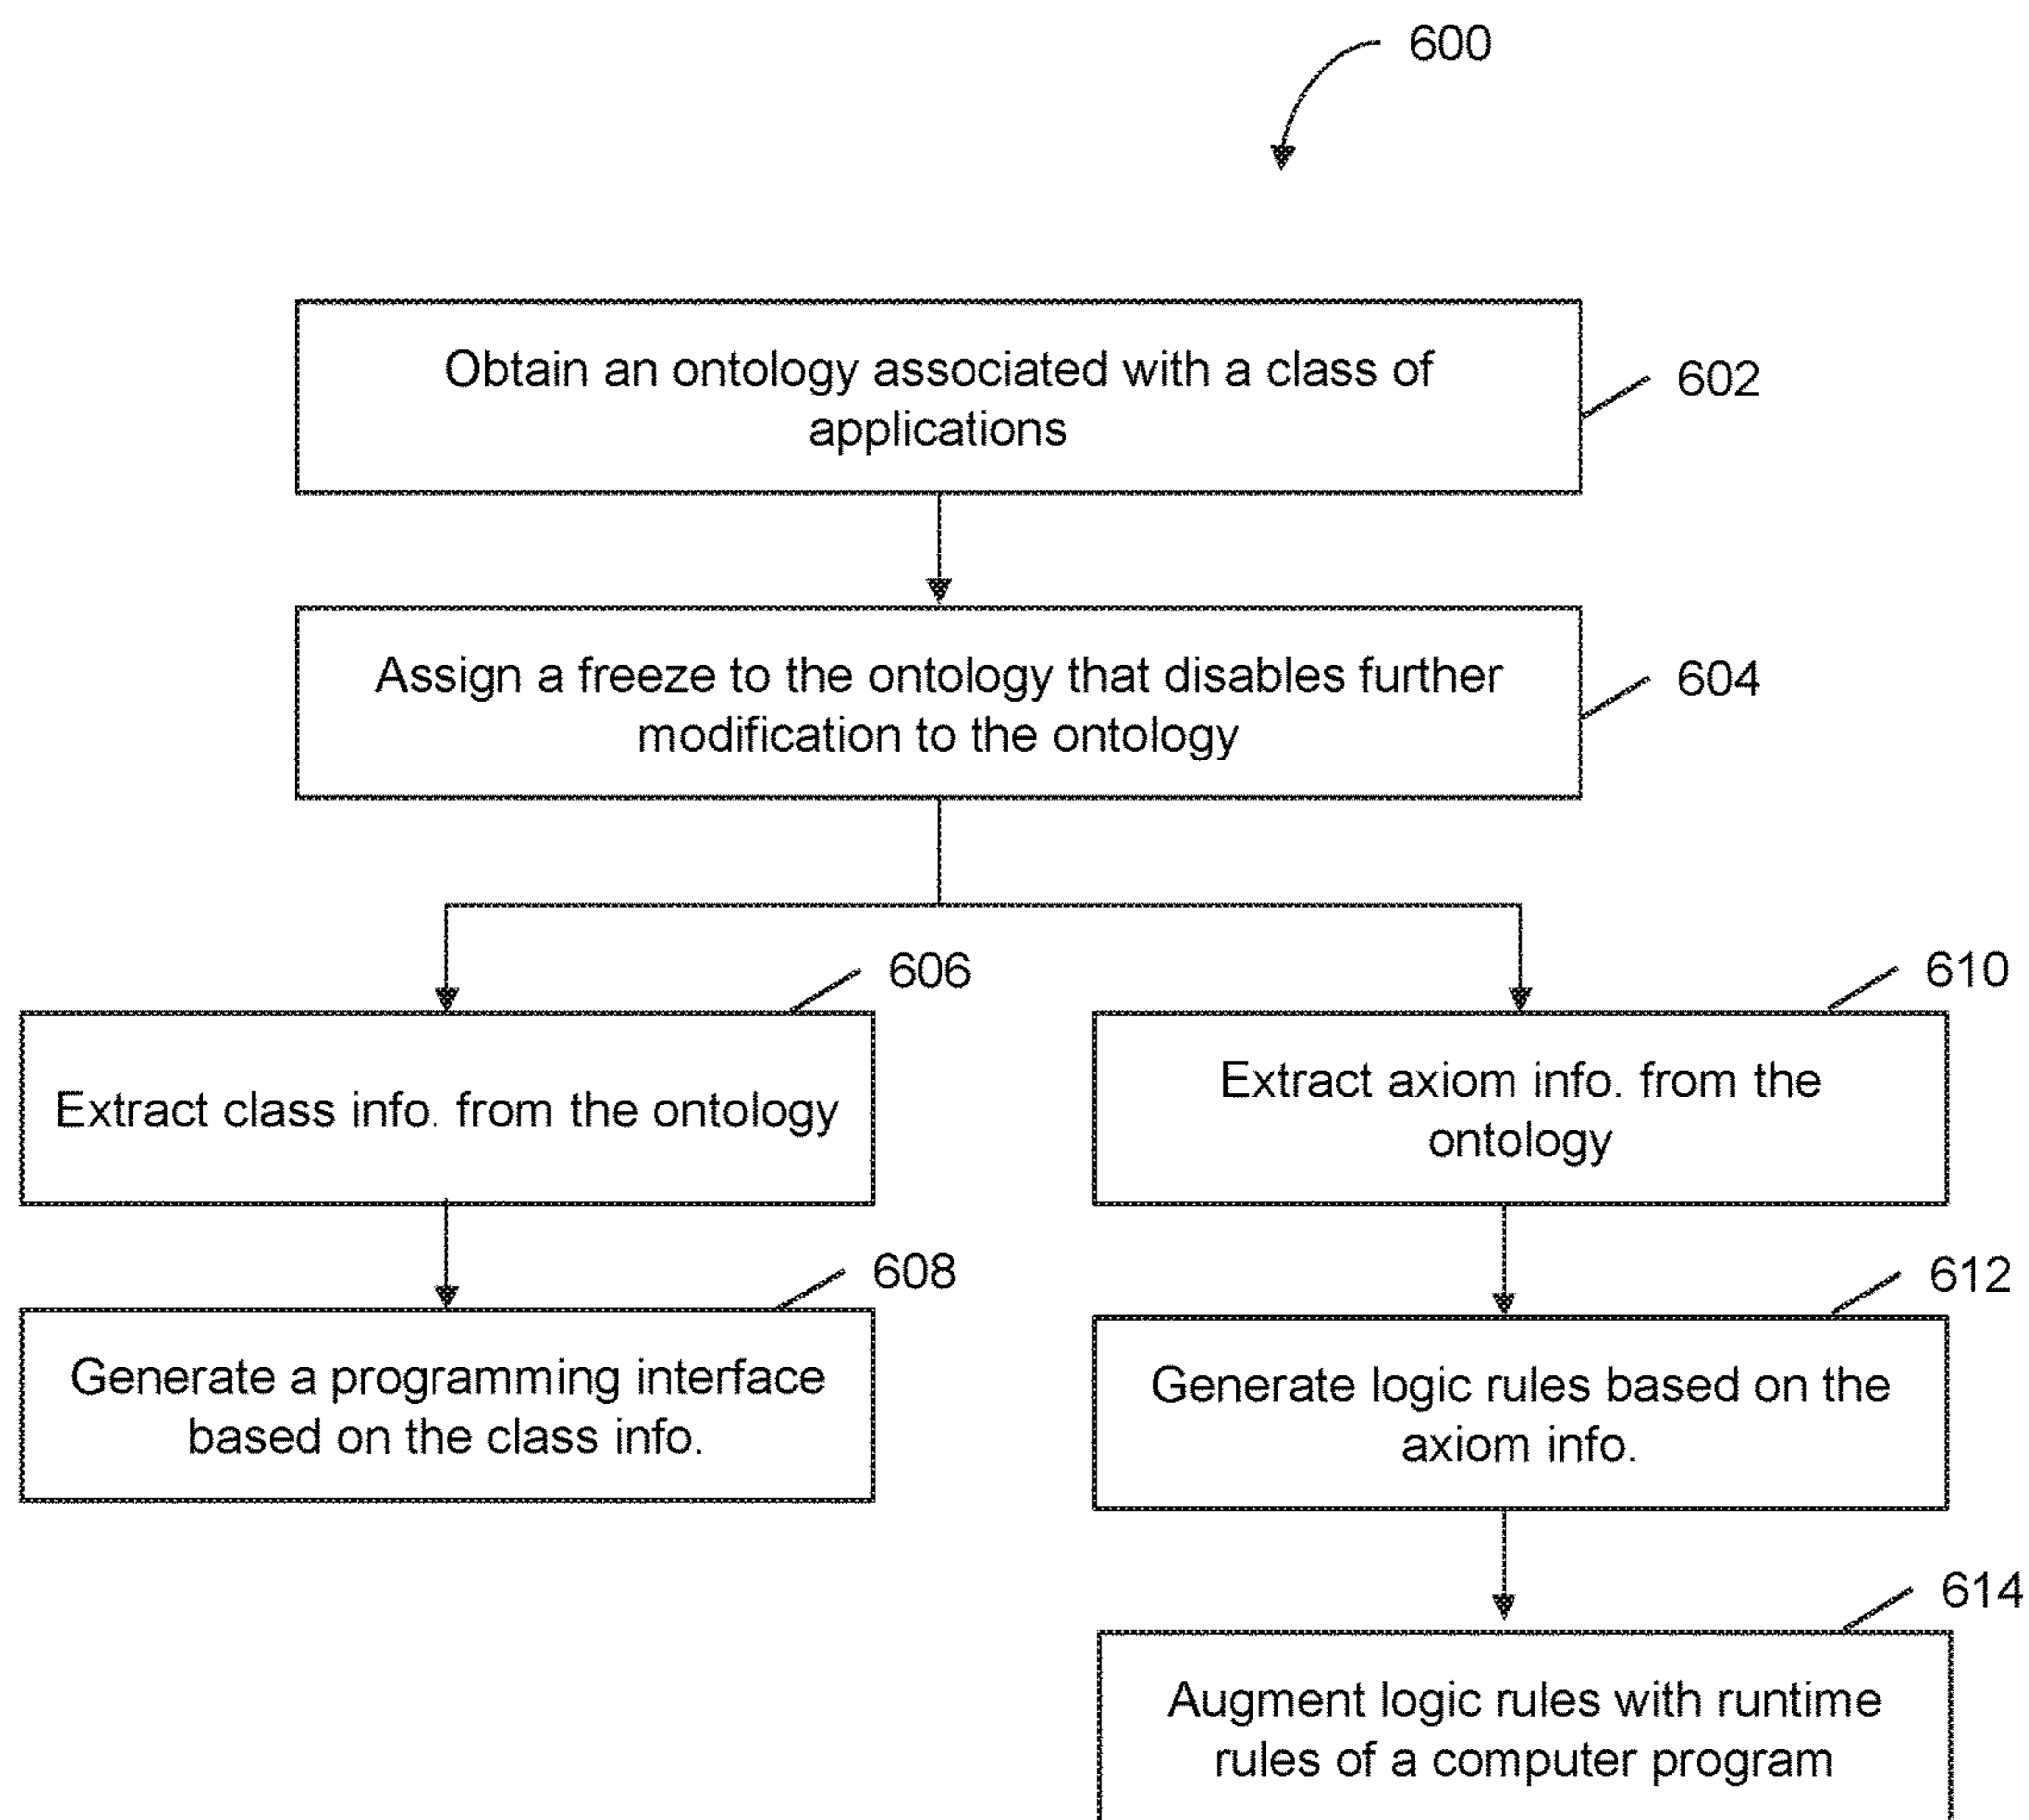 600
Obtain an ontology associated with a class of
applications
602
Assign a freeze to the ontology that disables further
modification to the ontology
604
606
Extract class info. from the ontology
610
Extract axiom info. from the
ontology
608
Generate a programming interface
based on the class info.
612
Generate logic rules based on the
axiom info.
614
Augment logic rules with runtime
rules of a computer program